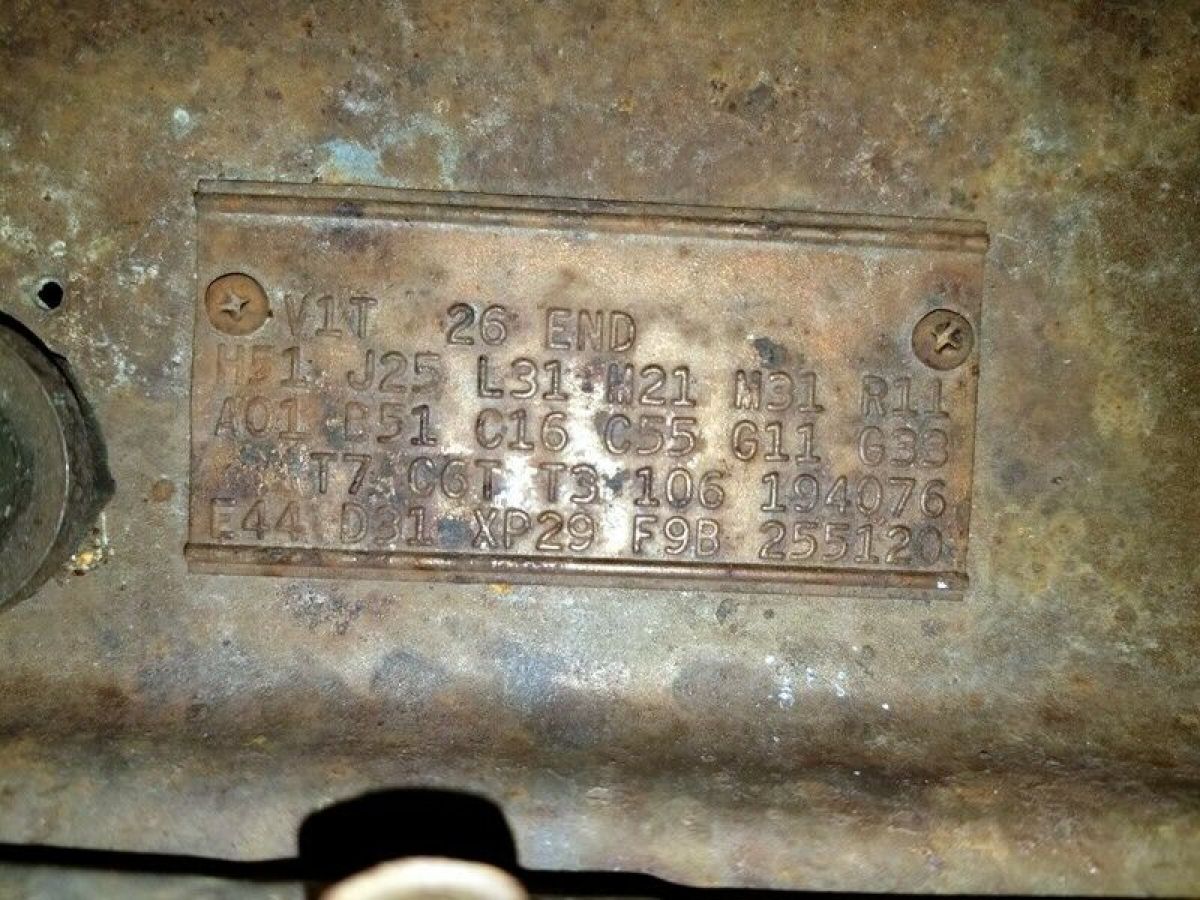 V1T 26 END
H51 J25 L31 M21 M31 R11
A01 B51 C16 C55 G11 G33
T7 C6T T3 106 194076
E44 D31 XP29 F9B 255120